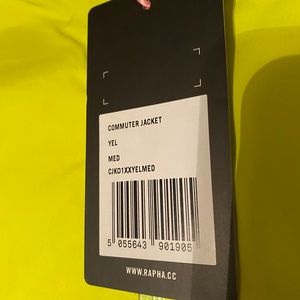 COMMUTER JACKET
YEL
MED
CJK01XXYELMED
5 055643 901905
WWW.RAPHA.CC